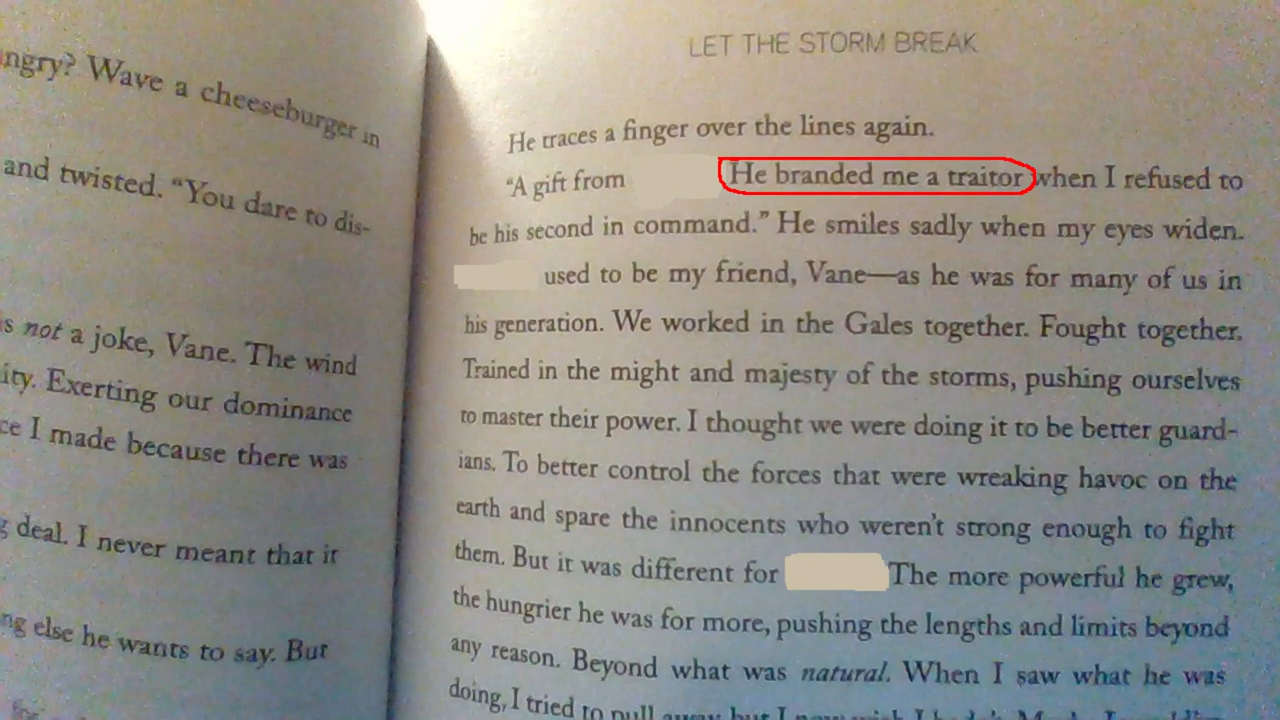 ngry? Wave a cheeseburger in
and twisted. “You dare to dis-
s not a joke, Vane. The wind
ity. Exerting our dominance
ce I made because there was
g deal. I never meant that it
ng else he wants to say. But
LET THE STORM BREAK
He traces a finger over the lines again.
“A gift from He branded me a traitor when I refused to
be his second in command.” He smiles sadly when my eyes widen.
used to be my friend, Vane—as he was for many of us in
his generation. We worked in the Gales together. Fought together.
Trained in the might and majesty of the storms, pushing ourselves
to master their power. I thought we were doing it to be better guard-
ians. To better control the forces that were wreaking havoc on the
earth and spare the innocents who weren’t strong enough to fight
them. But it was different for The more powerful he grew,
the hungrier he was for more, pushing the lengths and limits beyond
any reason. Beyond what was natural. When I saw what he was
doing, I tried to pull away